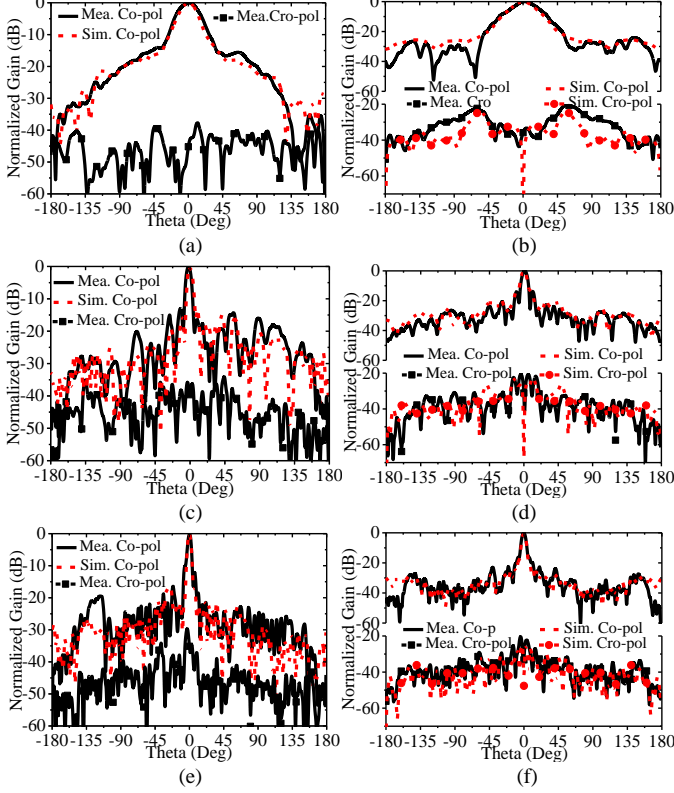 Normalized Gain (dB)
0
-10
-20
-30
-40
-50
-60
Mea. Co-pol
Mea.Cro-pol
Sim. Co-pol
-180 -135 -90 -45 0 45 90 135 180
Theta (Deg)
(a)
Normalized Gain (dB)
0
-20
-40
-60
Mea. Co-pol
Sim. Co-pol
Mea. Cro
Sim. Cro-pol
-20
-40
-60
-180 -135 -90 -45 0 45 90 135 180
Theta (Deg)
(b)
Normalized Gain (dB)
0
-10
-20
-30
-40
-50
-60
Mea. Co-pol
Sim. Co-pol
Mea. Cro-pol
-180 -135 -90 -45 0 45 90 135 180
Theta (Deg)
(c)
Normalized Gain (dB)
0
-20
-40
-60
Mea. Co-pol
Sim. Co-pol
Mea. Cro-pol
Sim. Cro-pol
-20
-40
-60
-180 -135 -90 -45 0 45 90 135 180
Theta (Deg)
(d)
Normalized Gain (dB)
0
-10
-20
-30
-40
-50
-60
Mea. Co-pol
Sim. Co-pol
Mea. Cro-pol
-180 -135 -90 -45 0 45 90 135 180
Theta (Deg)
(e)
Normalized Gain (dB)
0
-20
-40
-60
Mea. Co-p
Sim. Co-pol
Mea. Cro-pol
Sim. Cro-pol
-20
-40
-60
-180 -135 -90 -45 0 45 90 135 180
Theta (Deg)
(f)